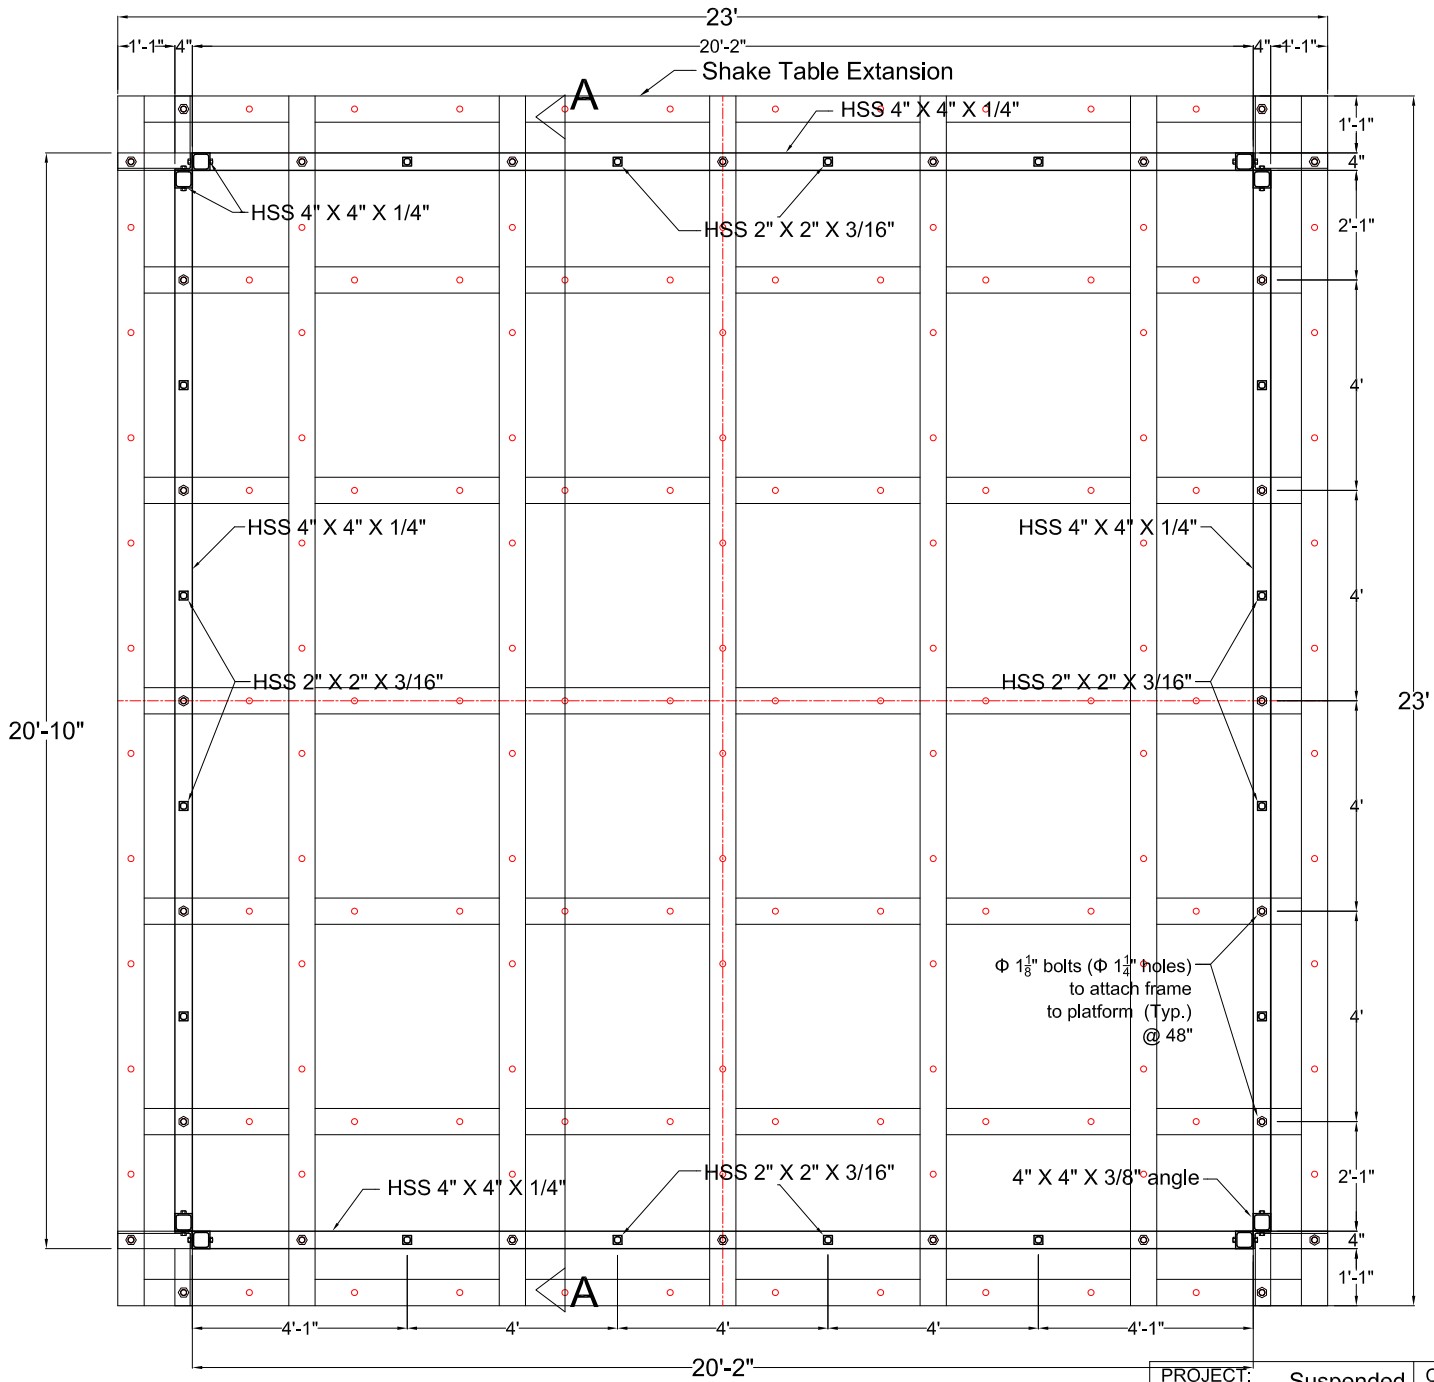 23'
1'-1" 4" 20'-2" 4" 1'-1"
Shake Table Extansion
A
HSS 4" X 4" X 1/4"
1'-1"
4"
HSS 4" X 4" X 1/4"
HSS 2" X 2" X 3/16"
2'-1"
4'
HSS 4" X 4" X 1/4"
HSS 4" X 4" X 1/4"
4'
HSS 2" X 2" X 3/16"
HSS 2" X 2" X 3/16"
20'-10"
23'
4'
Φ 1 1/8" bolts (Φ 1 1/4" holes)
to attach frame
to platform (Typ.)
@ 48"
4'
HSS 4" X 4" X 1/4"
HSS 2" X 2" X 3/16"
4" X 4" X 3/8" angle
2'-1"
4"
1'-1"
A
4'-1" 4' 4' 4' 4'-1"
20'-2"
PROJECT:
Suspended